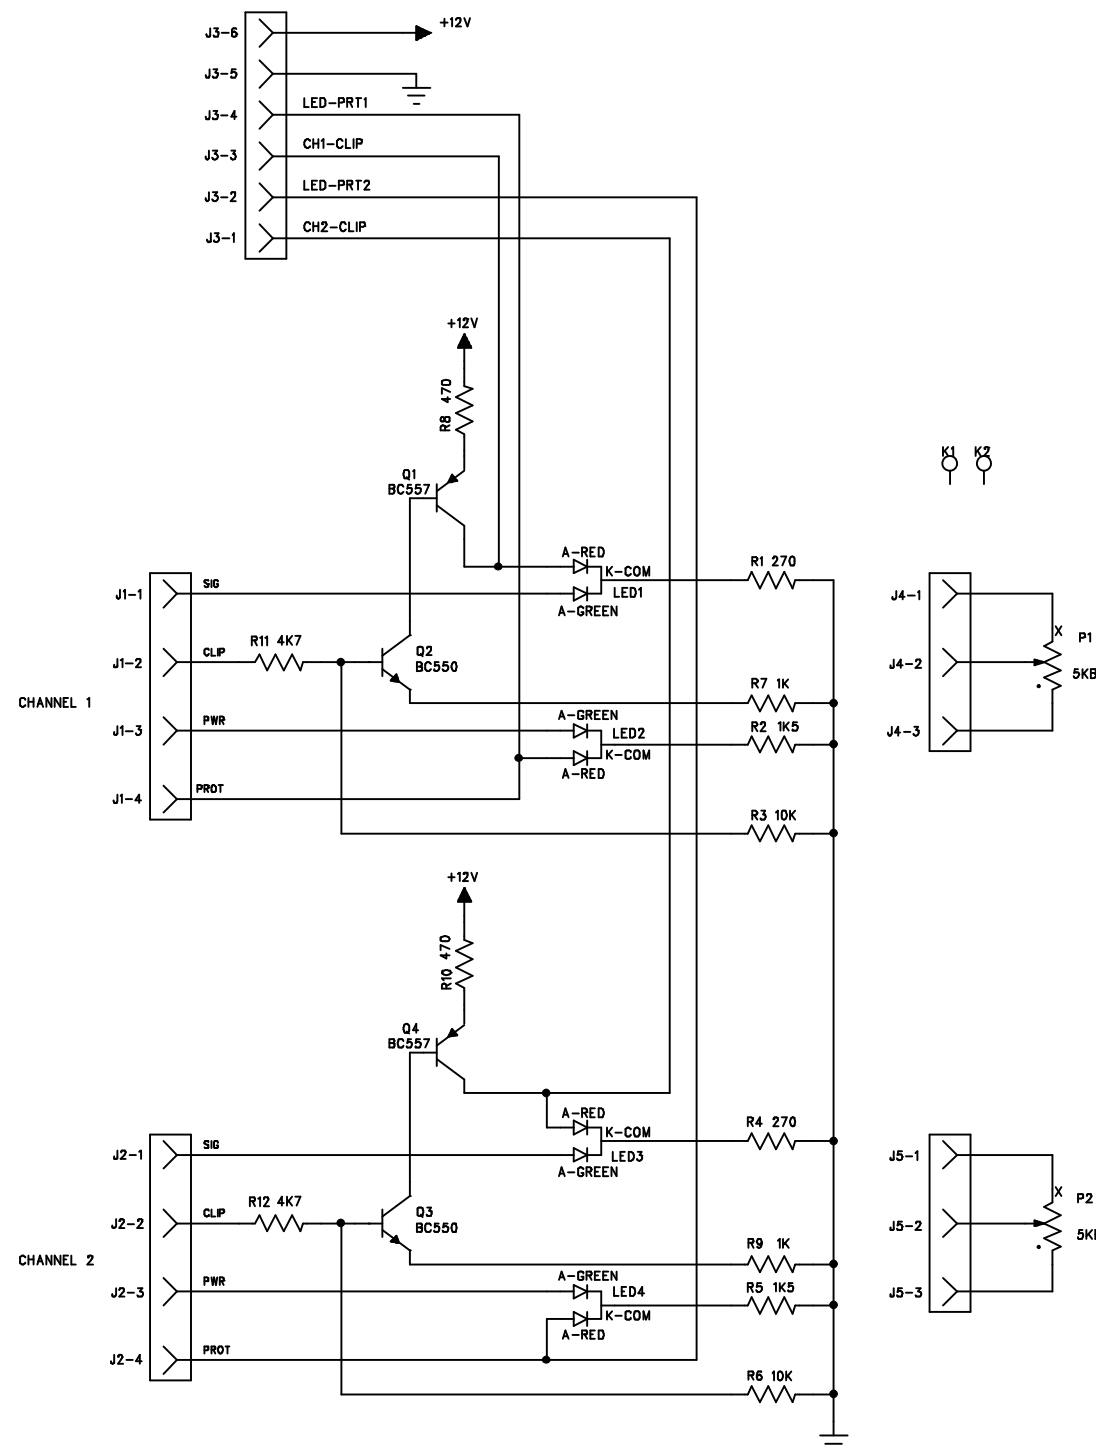 J3-6
+12V
J3-5
J3-4
LED-PRT1
J3-3
CH1-CLIP
J3-2
LED-PRT2
J3-1
CH2-CLIP
+12V
R8 470
Q1
BC557
K1
K2
A-RED
K-COM
LED1
A-GREEN
R1 270
J1-1
SIG
J4-1
X
P1
5KB
J1-2
CLIP
R11 4K7
Q2
BC550
J4-2
CHANNEL 1
R7 1K
J1-3
PWR
A-GREEN
LED2
K-COM
A-RED
R2 1K5
J4-3
J1-4
PROT
R3 10K
+12V
R10 470
Q4
BC557
A-RED
K-COM
LED3
A-GREEN
R4 270
J2-1
SIG
J5-1
X
P2
J2-2
CLIP
R12 4K7
Q3
BC550
J5-2
CHANNEL 2
R9 1K
J2-3
PWR
A-GREEN
LED4
K-COM
A-RED
R5 1K5
J5-3
J2-4
PROT
R6 10K